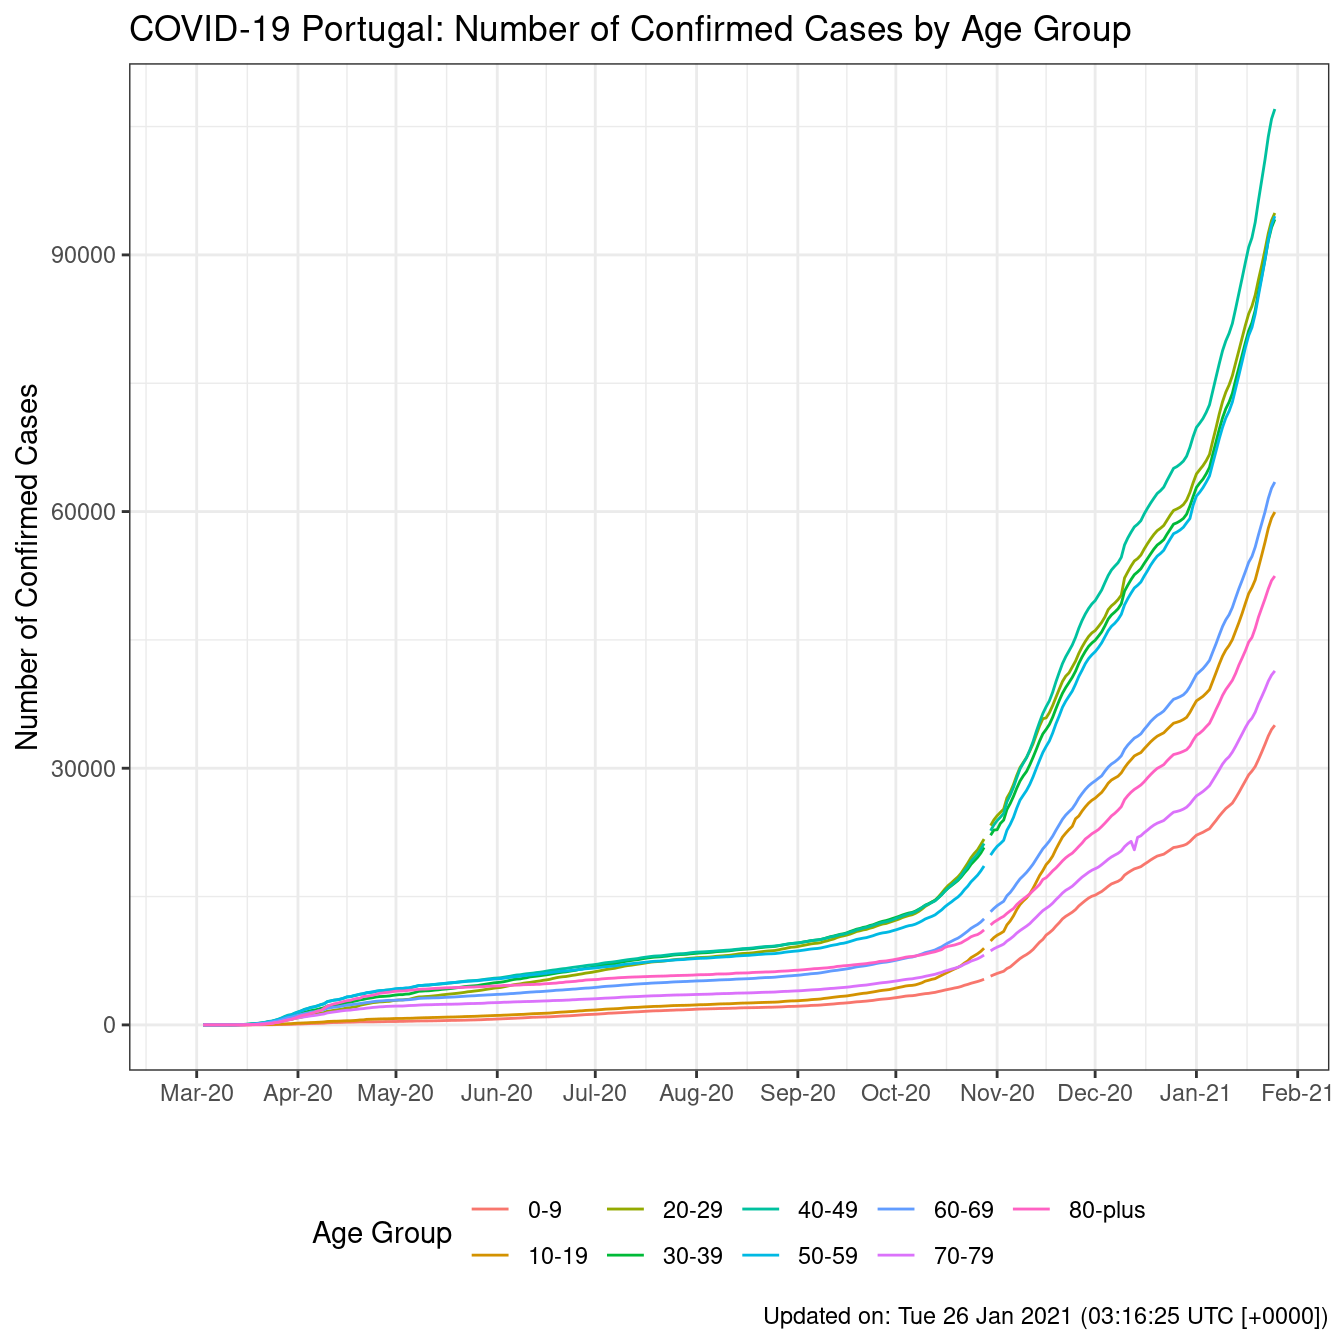 COVID-19 Portugal: Number of Confirmed Cases by Age Group
Number of Confirmed Cases
90000
60000
30000
0
Mar-20 Apr-20 May-20 Jun-20 Jul-20 Aug-20 Sep-20 Oct-20 Nov-20 Dec-20 Jan-21 Feb-21
Age Group
0-9 20-29 40-49 60-69 80-plus
10-19 30-39 50-59 70-79
Updated on: Tue 26 Jan 2021 (03:16:25 UTC [+0000])